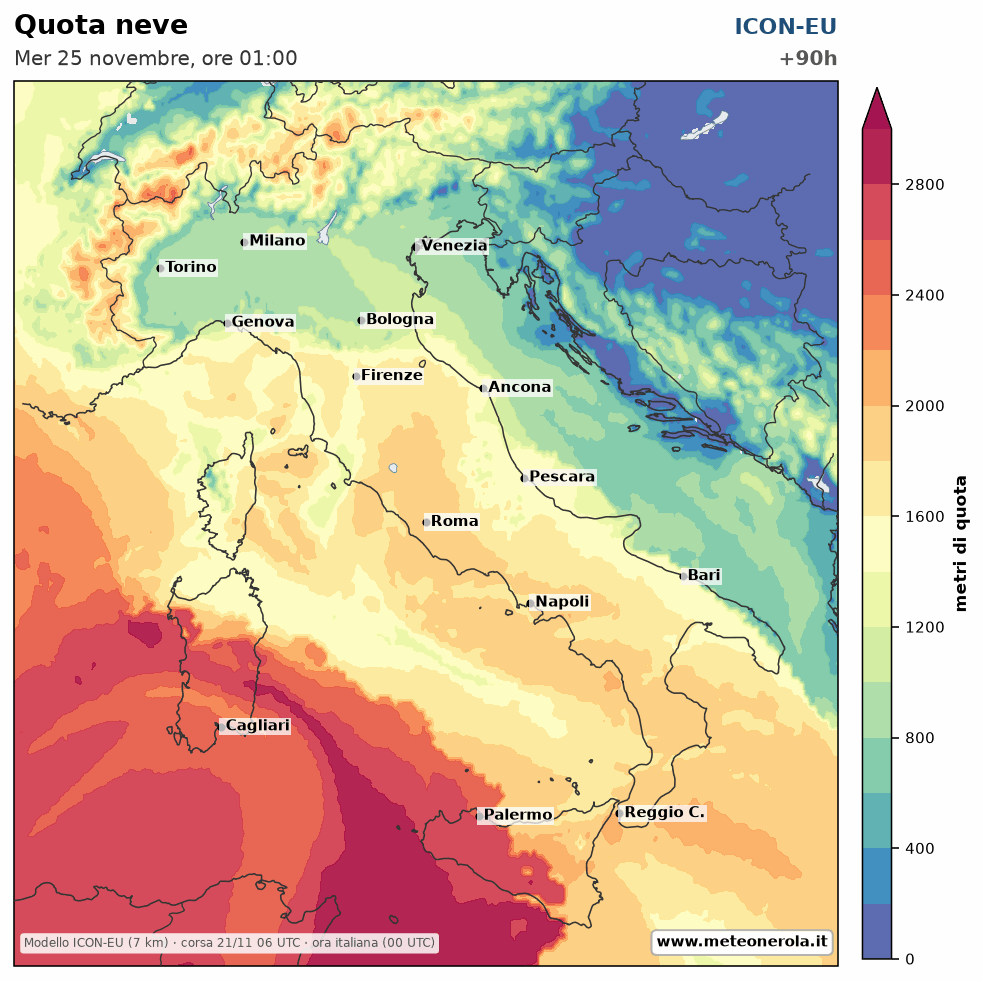 Quota neve
ICON-EU
Mer 25 novembre, ore 01:00
+90h
Milano
Venezia
Torino
Genova
Bologna
Firenze
Ancona
Pescara
Roma
Bari
Napoli
Cagliari
Palermo
Reggio C.
2800
2400
2000
1600
1200
800
400
0
metri di quota
Modello ICON-EU (7 km) · corsa 21/11 06 UTC · ora italiana (00 UTC)
www.meteonerola.it